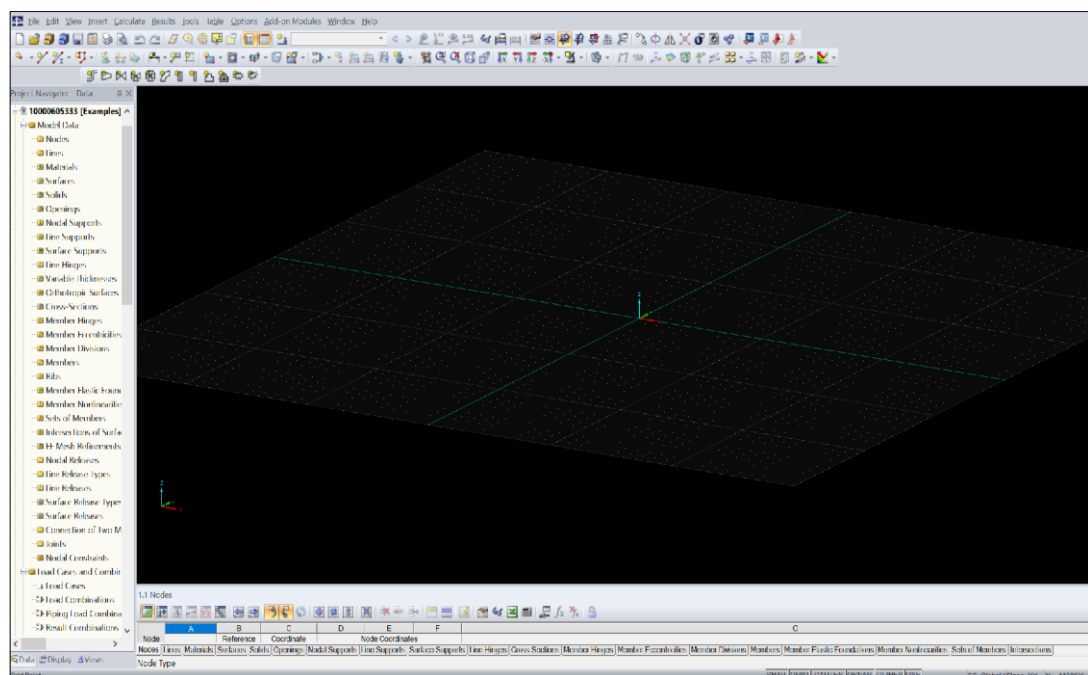 File Edit View Insert Calculate Results Tools Table Options Add-on Modules Window Help
Project Navigator - Data
10000605333 [Examples]
Model Data
Nodes
Lines
Materials
Surfaces
Solids
Openings
Nodal Supports
Line Supports
Surface Supports
Line Hinges
Variable Thicknesses
Orthotropic Surfaces
Cross-Sections
Member Hinges
Member Eccentricities
Member Divisions
Members
Ribs
Member Elastic Foun
Member Nonlinearitie
Sets of Members
Intersections of Surfac
FE Mesh Refinements
Nodal Releases
Line Release Types
Line Releases
Surface Release Types
Surface Releases
Connection of Two M
Joints
Nodal Constraints
Load Cases and Combin
Load Cases
Load Combinations
Piping Load Combina
Result Combinations
Data Display Views
1.1 Nodes
A B C D E F G
Node Reference Coordinate Node Coordinates
Nodes Lines Materials Surfaces Solids Openings Nodal Supports Line Supports Surface Supports Line Hinges Cross-Sections Member Hinges Member Eccentricities Member Divisions Members Member Elastic Foundations Member Nonlinearities Sets of Members Intersections
Node Type